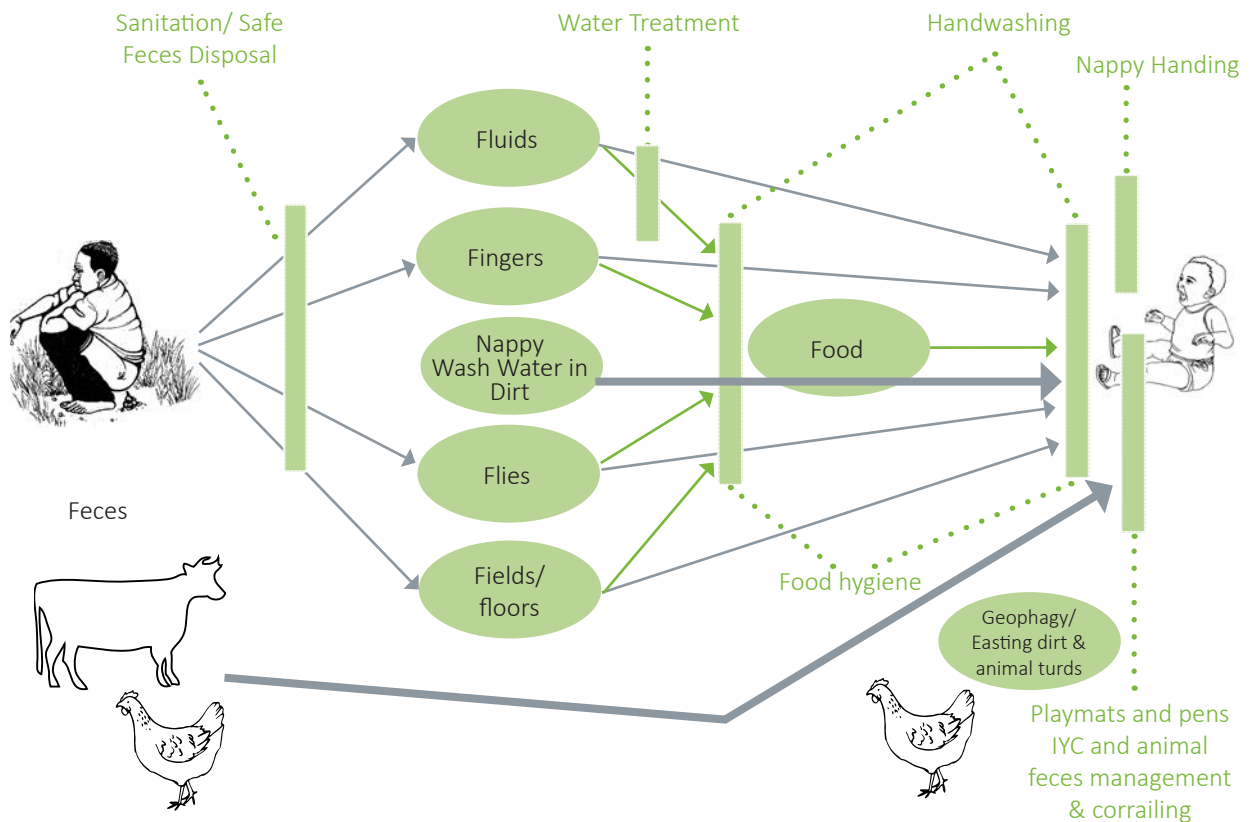 Sanitation/ Safe
Feces Disposal
Water Treatment
Handwashing
Nappy Handing
Fluids
Fingers
Nappy
Wash Water in
Dirt
Food
Flies
Feces
Fields/
floors
Food hygiene
Geophagy/
Easting dirt &
animal turds
Playmats and pens
IYC and animal
feces management
& corrailing